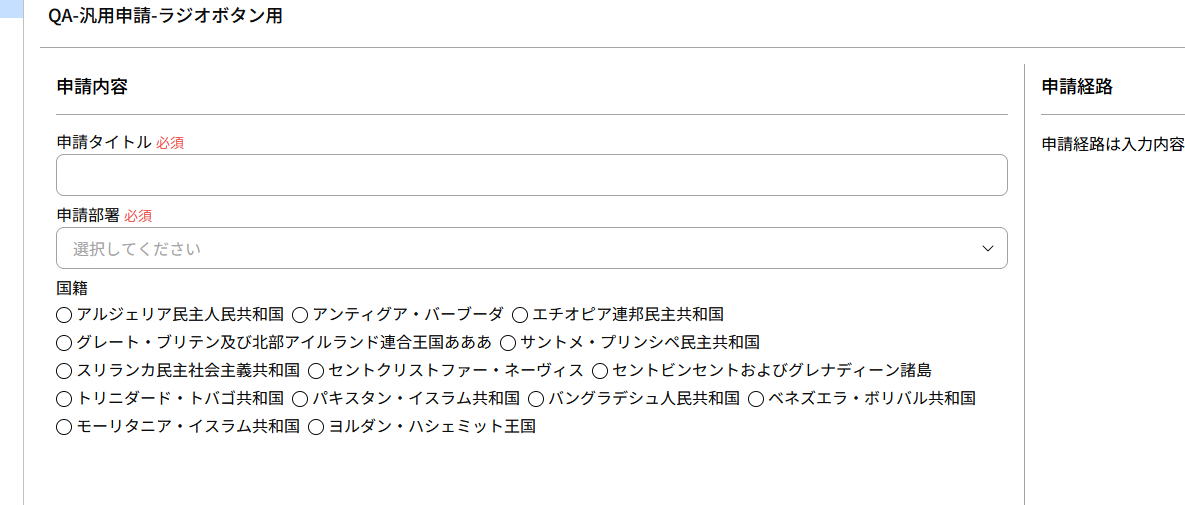 QA-汎用申請-ラジオボタン用
申請内容
申請タイトル 必須
申請部署 必須
選択してください
国籍
アルジェリア民主人民共和国 アンティグア・バーブーダ エチオピア連邦民主共和国
グレート・ブリテン及び北部アイルランド連合王国あああ サントメ・プリンシペ民主共和国
スリランカ民主社会主義共和国 セントクリストファー・ネーヴィス セントビンセントおよびグレナディーン諸島
トリニダード・トバゴ共和国 パキスタン・イスラム共和国 バングラデシュ人民共和国 ベネズエラ・ボリバル共和国
モーリタニア・イスラム共和国 ヨルダン・ハシェミット王国
申請経路
申請経路は入力内容